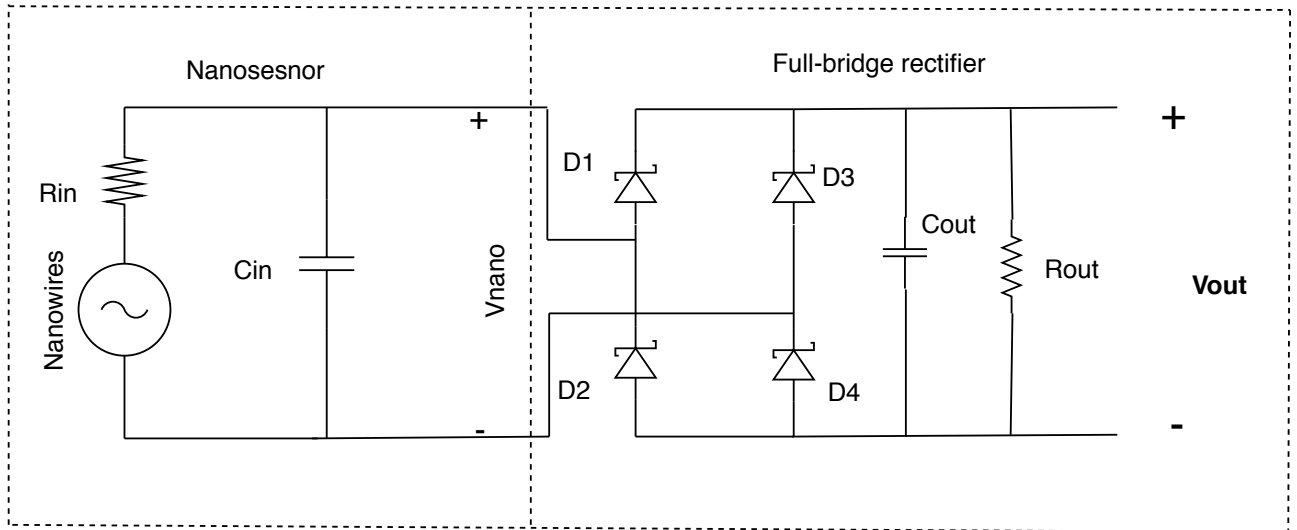 Nanosesnor
Full-bridge rectifier
+
+
D1
D3
Rin
Cout
Nanowires
Cin
Vnano
Rout
Vout
D2
D4
-
-